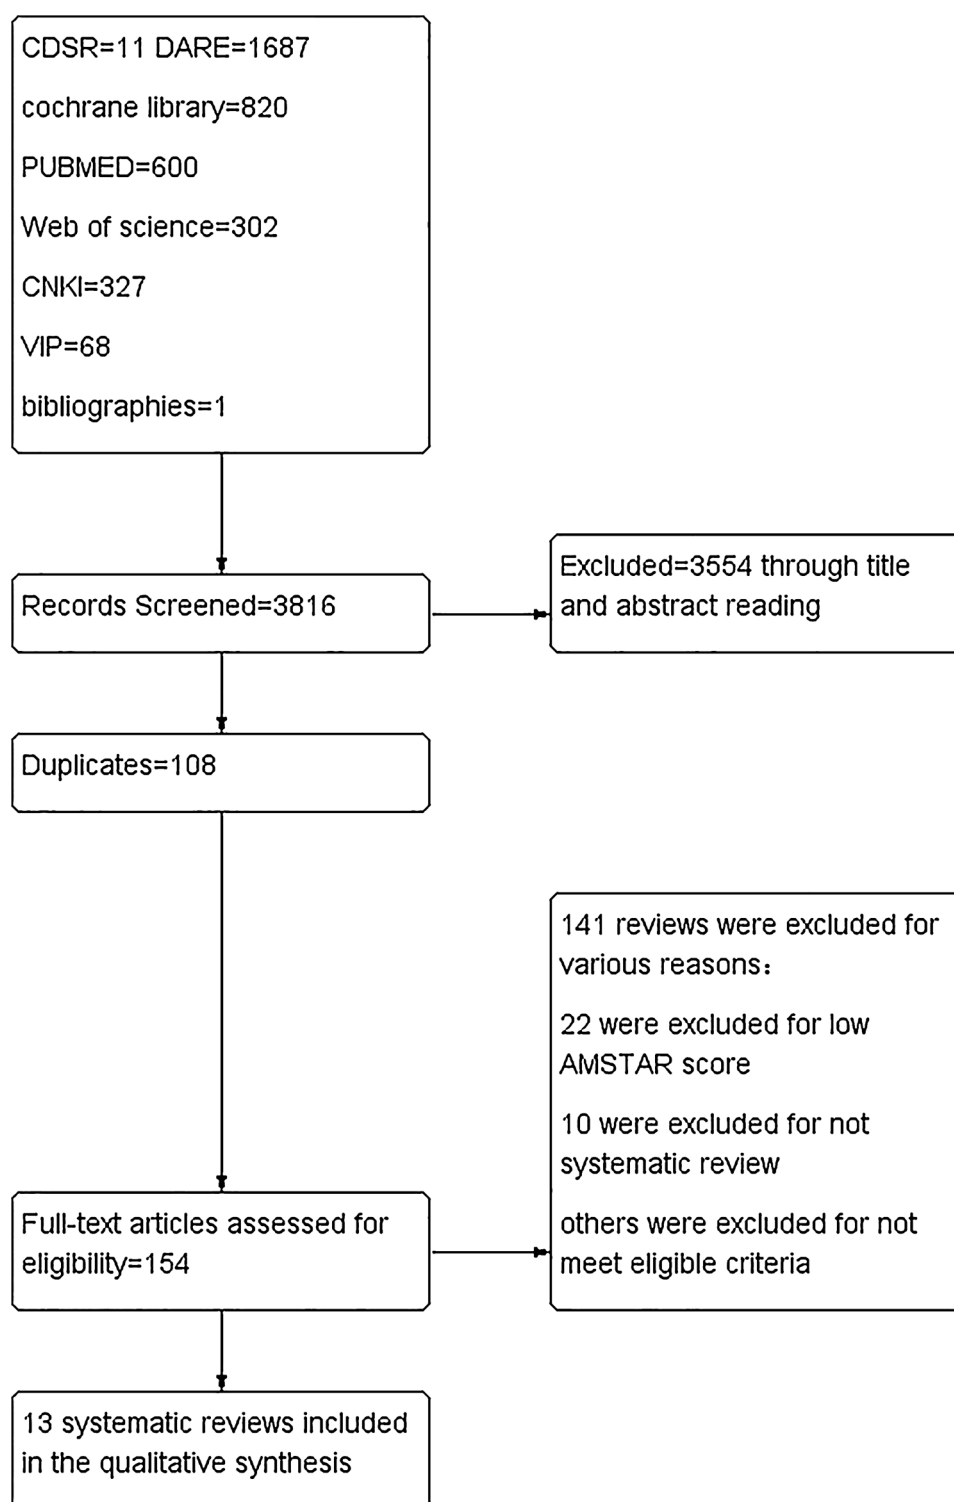 CDSR=11 DARE=1687
cochrane library=820
PUBMED=600
Web of science=302
CNKI=327
VIP=68
bibliographies=1
Records Screened=3816
Excluded=3554 through title
and abstract reading
Duplicates=108
141 reviews were excluded for
various reasons：
22 were excluded for low
AMSTAR score
10 were excluded for not
systematic review
others were excluded for not
meet eligible criteria
Full-text articles assessed for
eligibility=154
13 systematic reviews included
in the qualitative synthesis